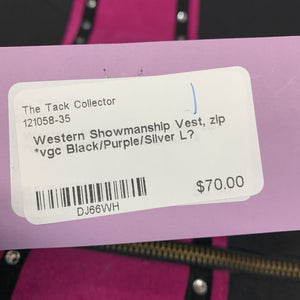 The Tack Collector
121058-35
Western Showmanship Vest, zip
*vgc Black/Purple/Silver L?
$70.00
DJ66WH